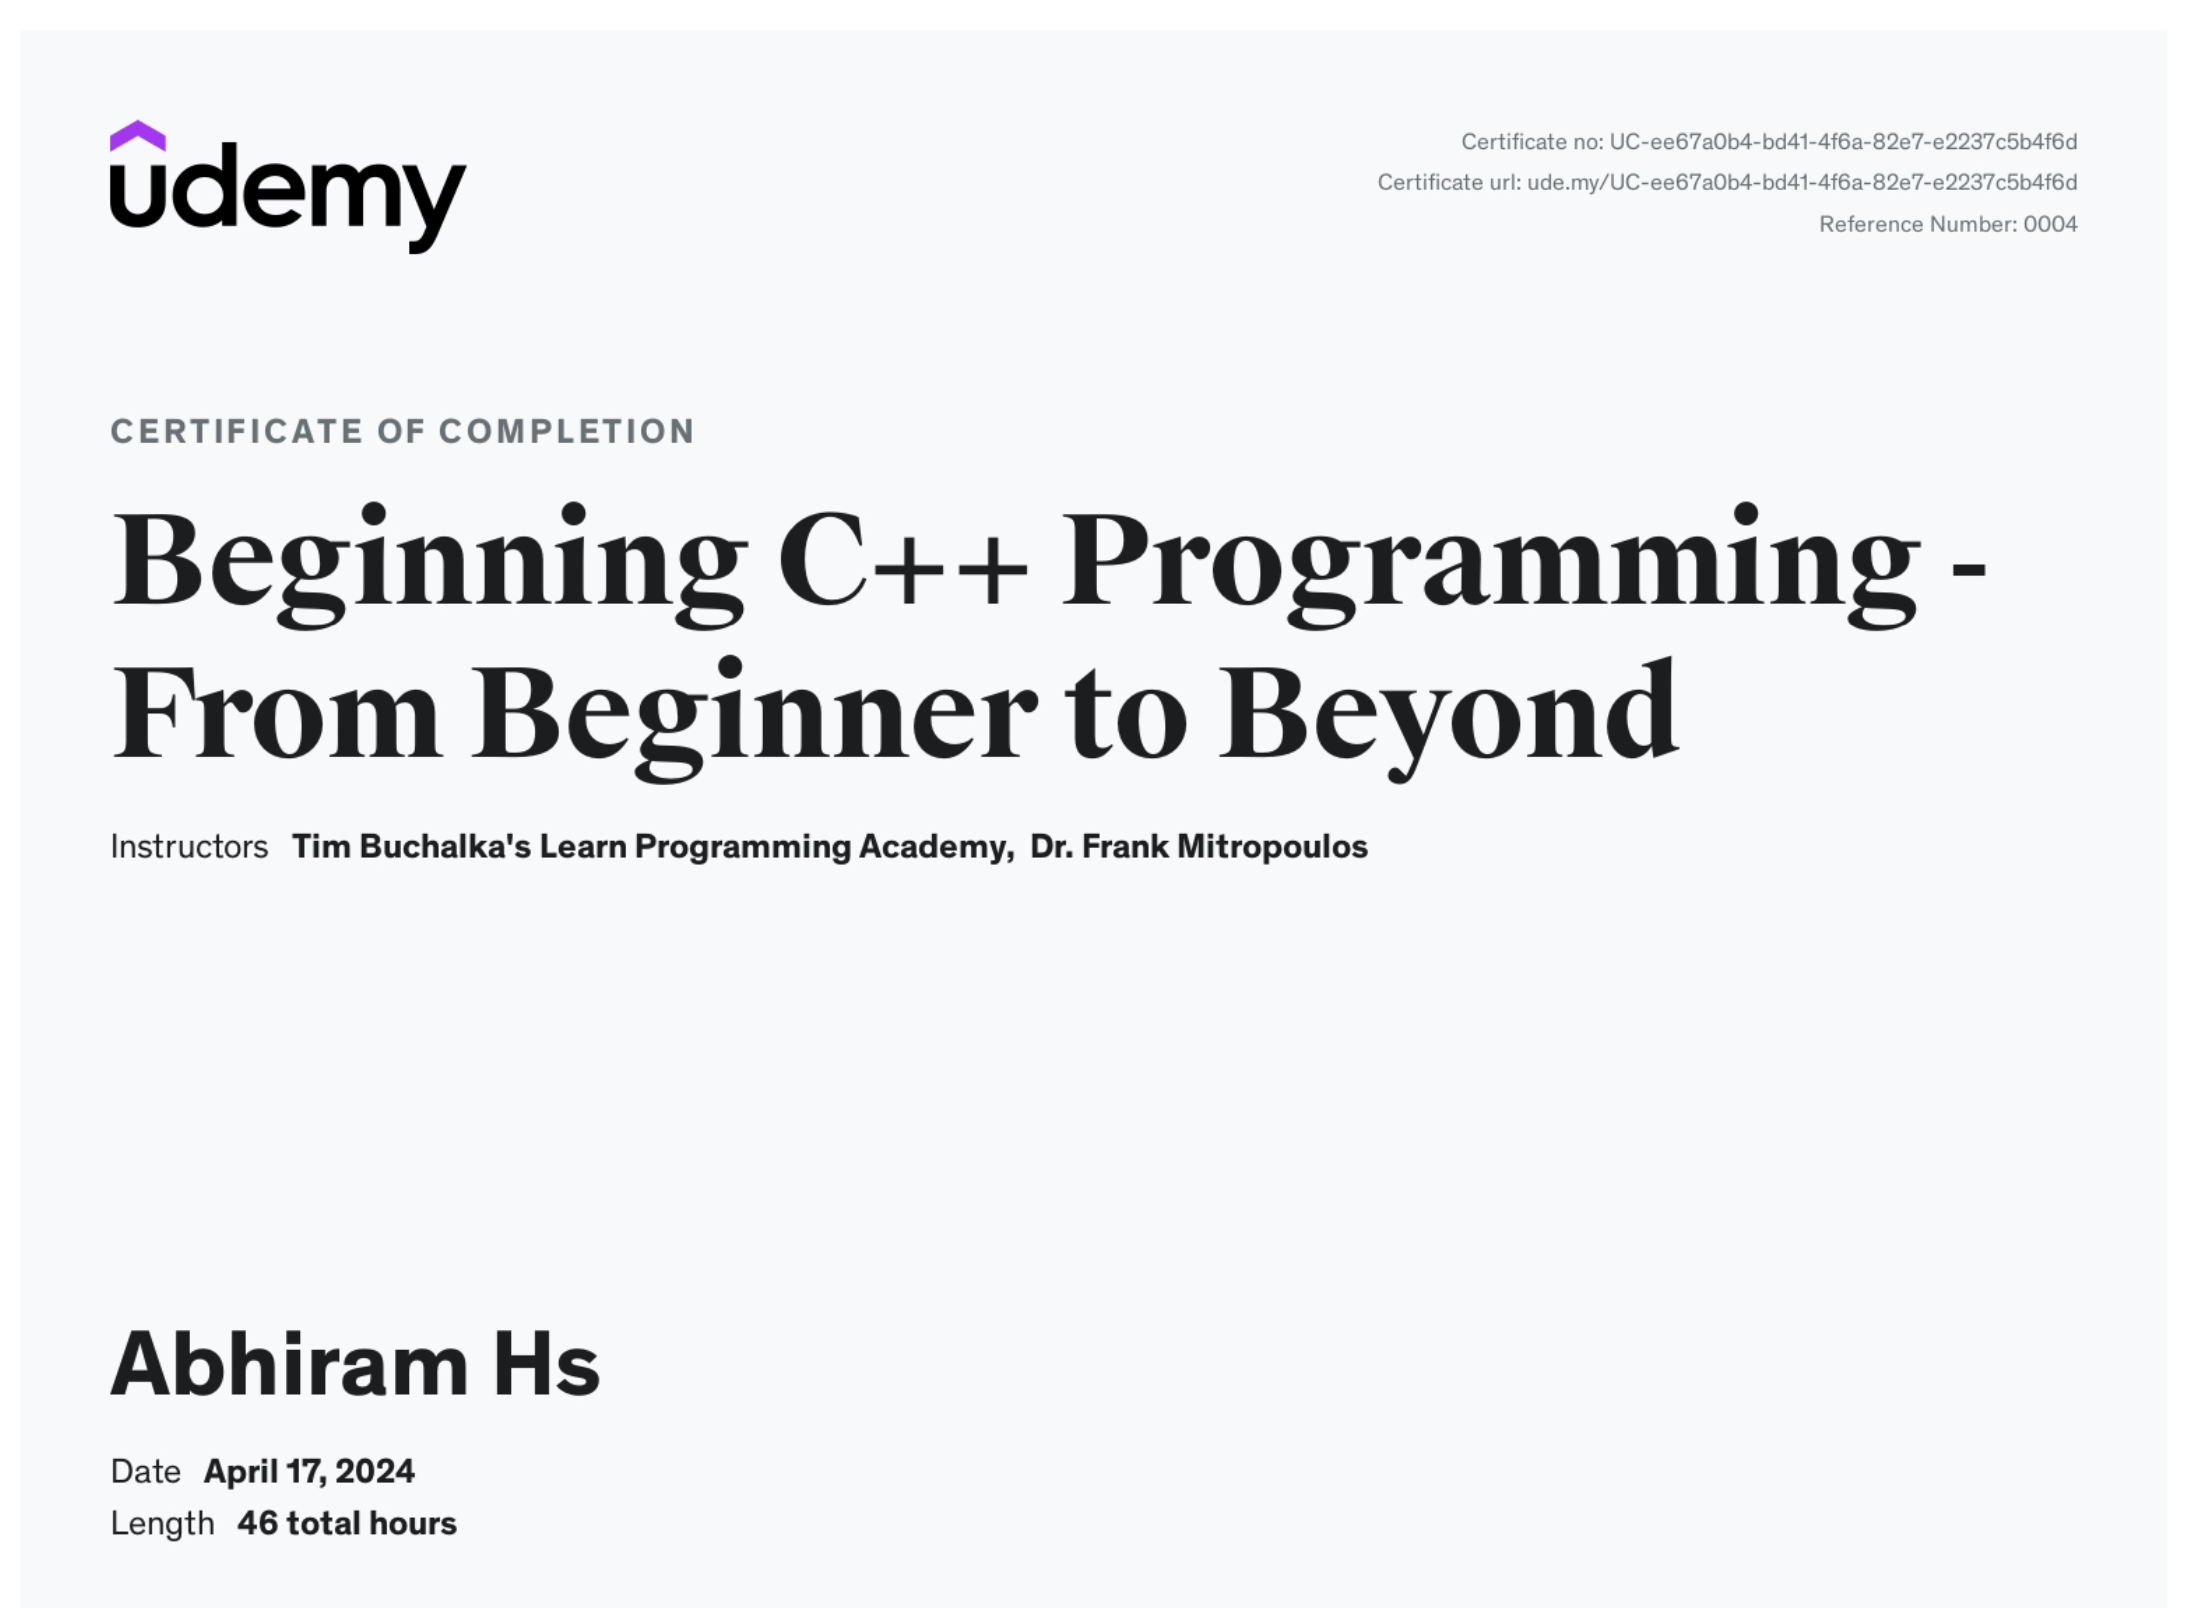 udemy
Certificate no: UC-ee67a0b4-bd41-4f6a-82e7-e2237c5b4f6d
Certificate url: ude.my/UC-ee67a0b4-bd41-4f6a-82e7-e2237c5b4f6d
Reference Number: 0004
CERTIFICATE OF COMPLETION
Beginning C++ Programming -
From Beginner to Beyond
Instructors Tim Buchalka's Learn Programming Academy, Dr. Frank Mitropoulos
Abhiram Hs
Date April 17, 2024
Length 46 total hours